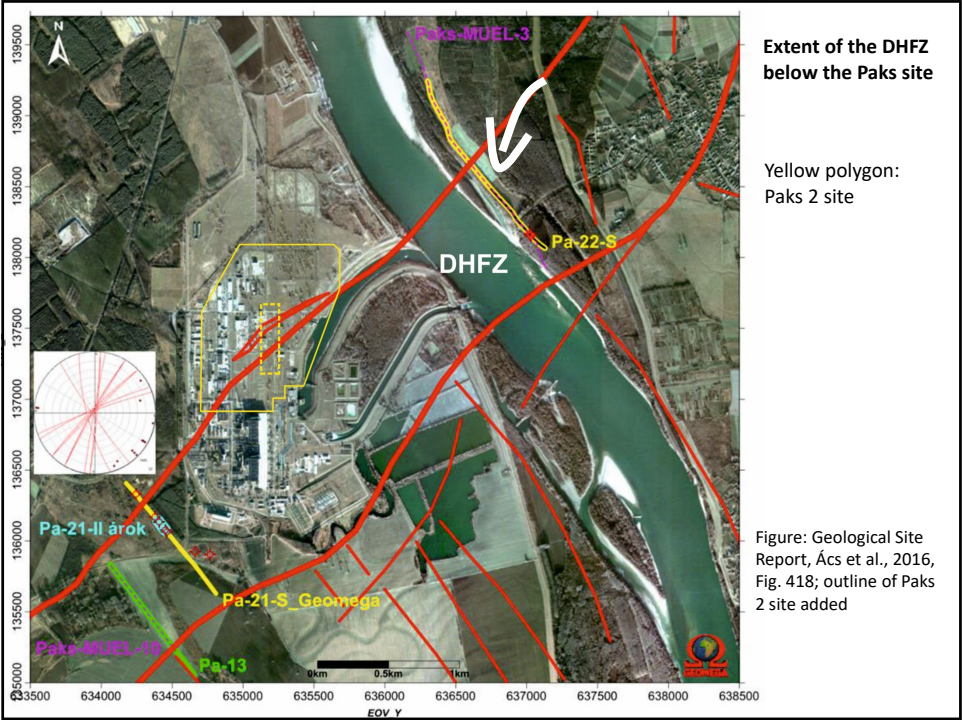 Extent of the DHFZ
below the Paks site
Yellow polygon:
Paks 2 site
Figure: Geological Site
Report, Ács et al., 2016,
Fig. 418; outline of Paks
2 site added
N
Paks-MUEL-3
Pa-22-S
DHFZ
Pa-21-II árok
Pa-21-S_Geomega
Paks-MUEL-10
Pa-13
0km 0.5km 1km
GEOMEGA
139500
139000
138500
138000
137500
137000
136500
136000
135500
135000
633500 634000 634500 635000 635500 636000 636500 637000 637500 638000 638500
EOV_Y